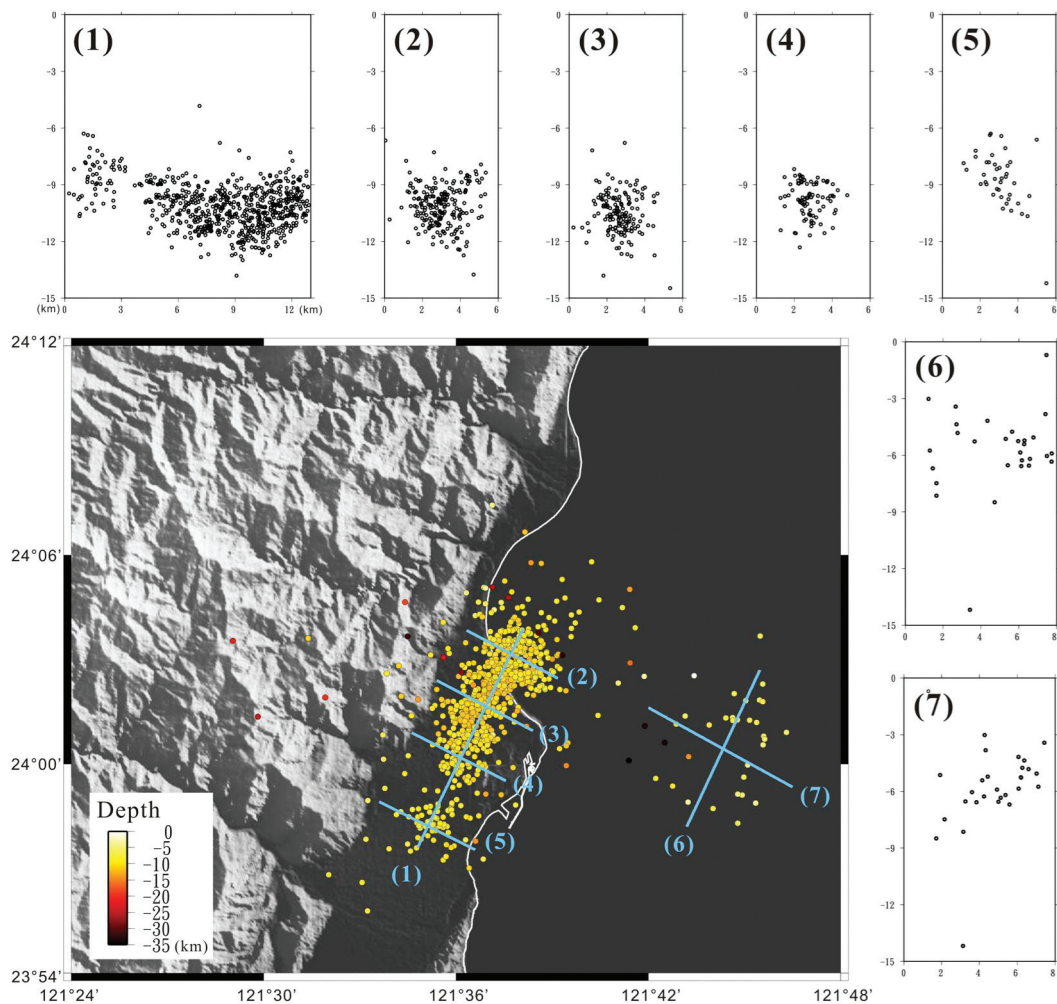 (1) (2) (3) (4) (5)
0 0 0 0 0
-3 -3 -3 -3 -3
-6 -6 -6 -6 -6
-9 -9 -9 -9 -9
-12 -12 -12 -12 -12
-15 -15 -15 -15 -15
(km) 0 3 6 9 12 (km) 0 2 4 6 0 2 4 6 0 2 4 6 0 2 4 6
24°12'
24°06'
24°00'
23°54'
121°24' 121°30' 121°36' 121°42' 121°48'
(2)
(3)
(4)
(5)
(1)
(7)
(6)
Depth
0
-5
-10
-15
-20
-25
-30
-35 (km)
(6)
0
-3
-6
-9
-12
-15
0 2 4 6 8
(7)
0
-3
-6
-9
-12
-15
0 2 4 6 8